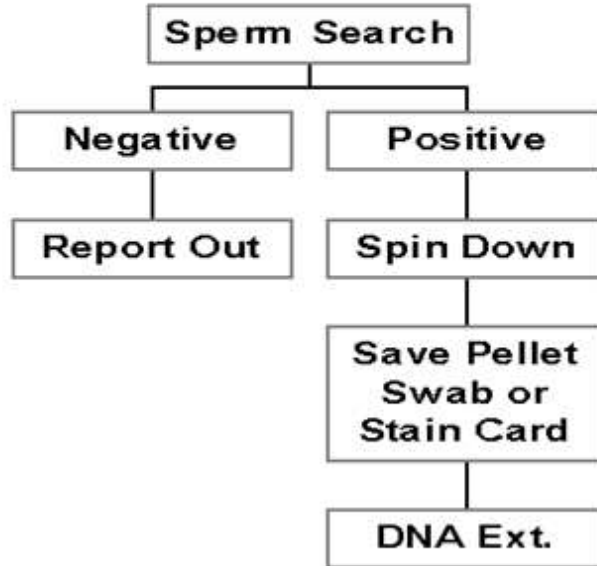 Sperm Search
Negative
Positive
Report Out
Spin Down
Save Pellet
Swab or
Stain Card
DNA Ext.